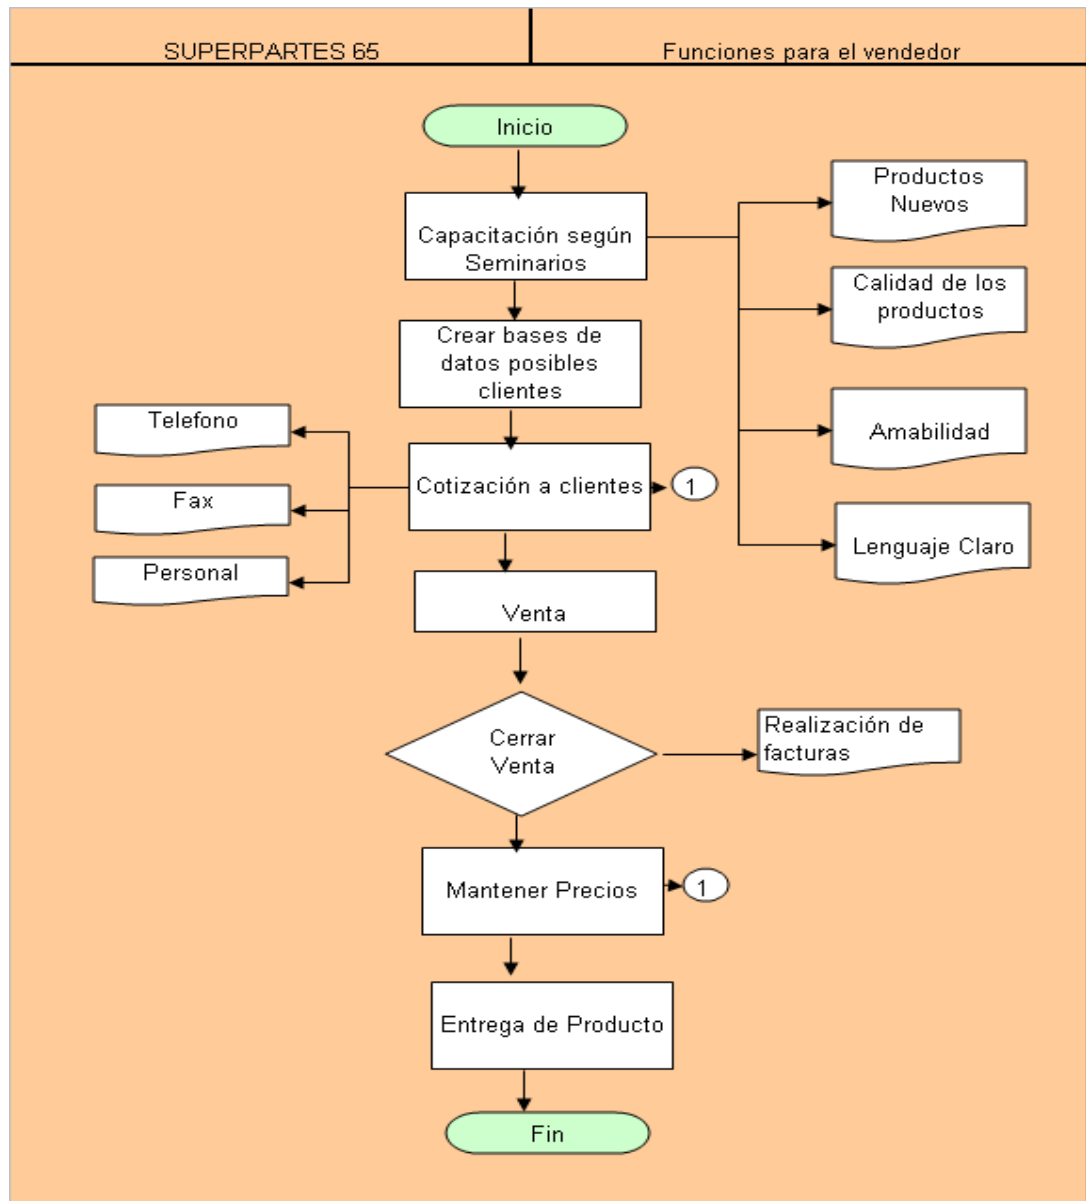 SUPERPARTES 65
Funciones para el vendedor
Inicio
Capacitación según
Seminarios
Productos
Nuevos
Calidad de los
productos
Amabilidad
Lenguaje Claro
Crear bases de
datos posibles
clientes
Cotización a clientes
1
Telefono
Fax
Personal
Venta
Cerrar
Venta
Realización de
facturas
Mantener Precios
1
Entrega de Producto
Fin